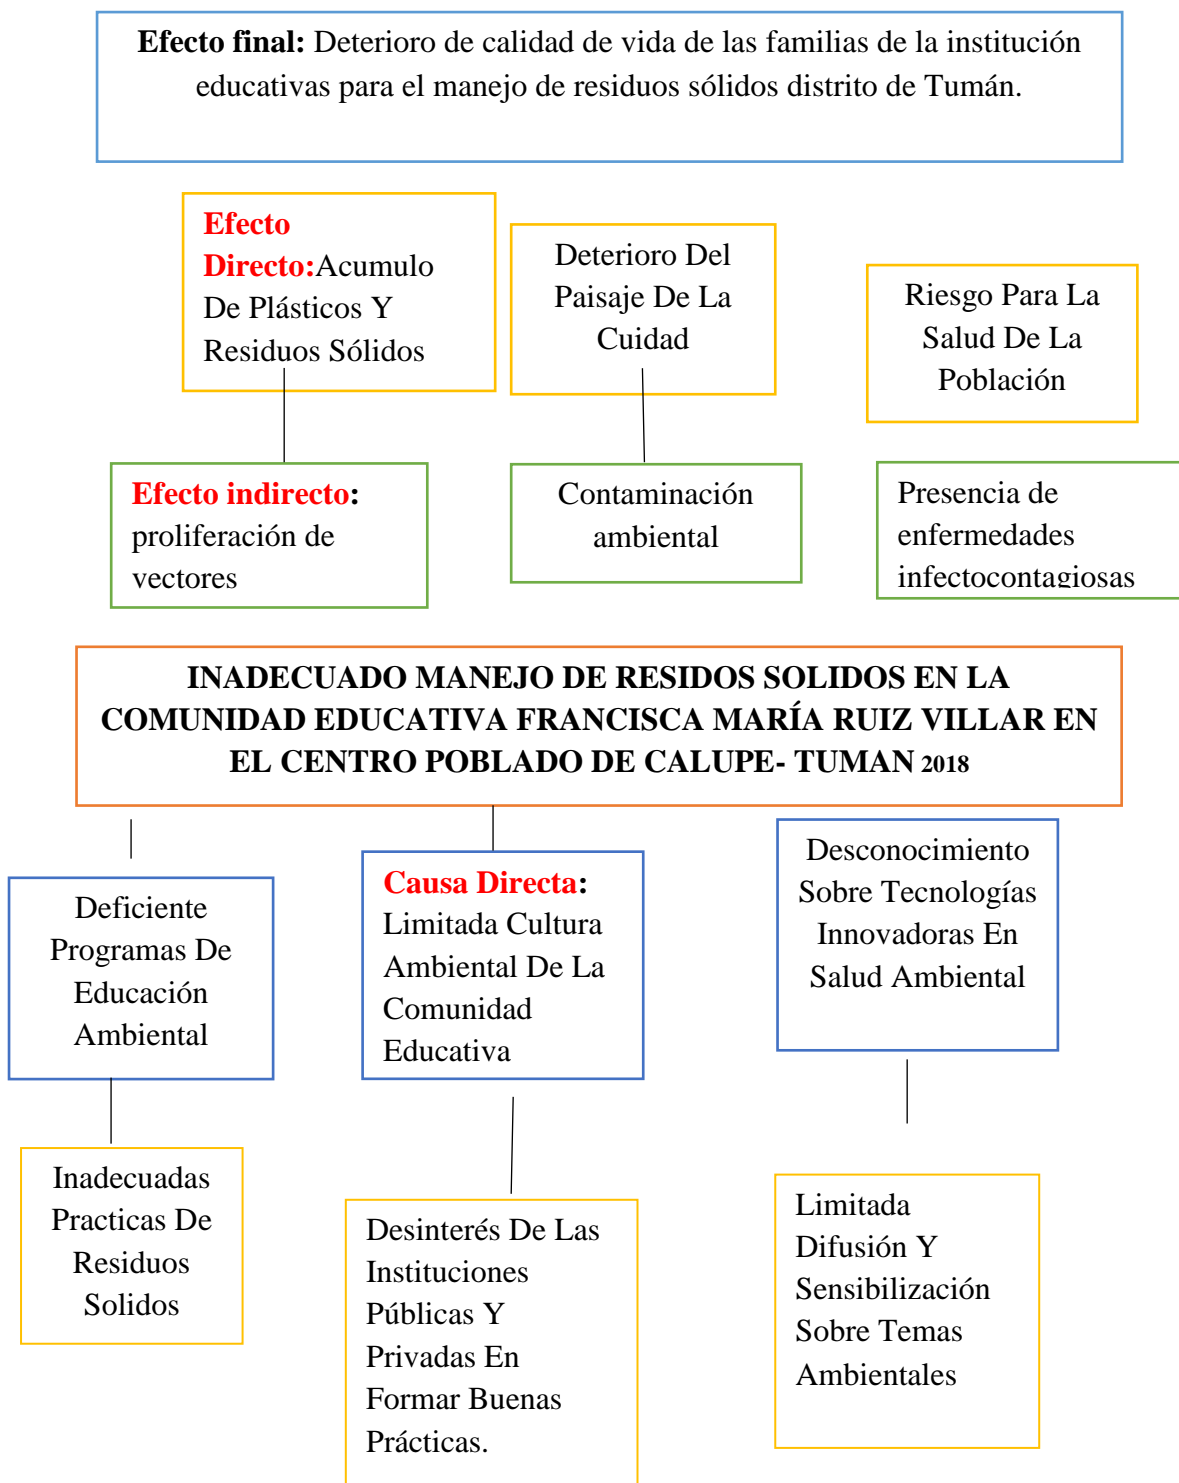 Efecto final: Deterioro de calidad de vida de las familias de la institución
educativas para el manejo de residuos sólidos distrito de Tumán.
Efecto
Directo:Acumulo
De Plásticos Y
Residuos Sólidos
Deterioro Del
Paisaje De La
Cuidad
Riesgo Para La
Salud De La
Población
Efecto indirecto:
proliferación de
vectores
Contaminación
ambiental
Presencia de
enfermedades
infectocontagiosas
INADECUADO MANEJO DE RESIDOS SOLIDOS EN LA
COMUNIDAD EDUCATIVA FRANCISCA MARÍA RUIZ VILLAR EN
EL CENTRO POBLADO DE CALUPE- TUMAN 2018
Deficiente
Programas De
Educación
Ambiental
Causa Directa:
Limitada Cultura
Ambiental De La
Comunidad
Educativa
Desconocimiento
Sobre Tecnologías
Innovadoras En
Salud Ambiental
Inadecuadas
Practicas De
Residuos
Solidos
Desinterés De Las
Instituciones
Públicas Y
Privadas En
Formar Buenas
Prácticas.
Limitada
Difusión Y
Sensibilización
Sobre Temas
Ambientales